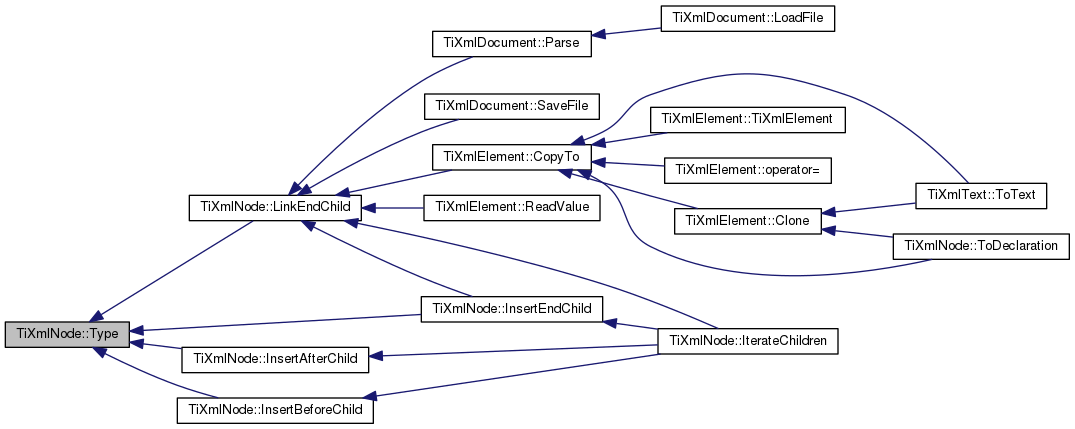 TiXmlDocument::LoadFile
TiXmlDocument::Parse
TiXmlDocument::SaveFile
TiXmlElement::TiXmlElement
TiXmlElement::CopyTo
TiXmlElement::operator=
TiXmlText::ToText
TiXmlNode::LinkEndChild
TiXmlElement::ReadValue
TiXmlElement::Clone
TiXmlNode::ToDeclaration
TiXmlNode::InsertEndChild
TiXmlNode::Type
TiXmlNode::IterateChildren
TiXmlNode::InsertAfterChild
TiXmlNode::InsertBeforeChild